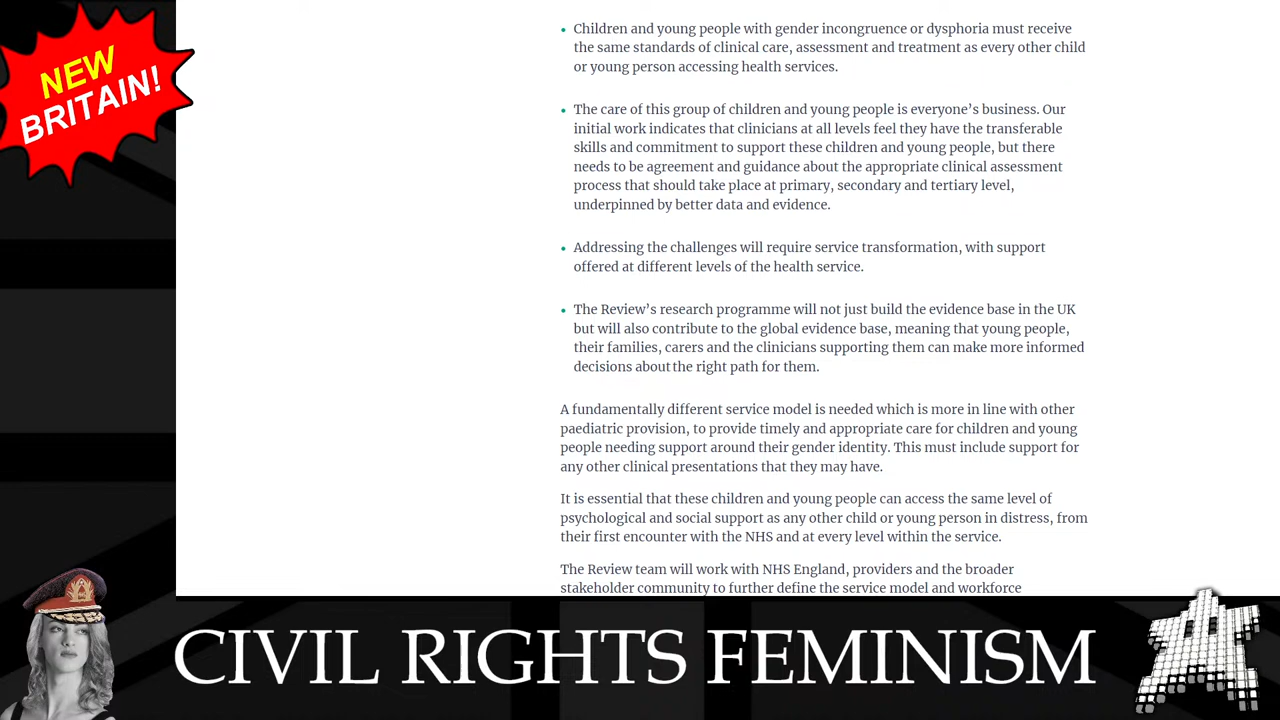 NEW
BRITAIN!
• Children and young people with gender incongruence or dysphoria must receive
the same standards of clinical care, assessment and treatment as every other child
or young person accessing health services.
• The care of this group of children and young people is everyone’s business. Our
initial work indicates that clinicians at all levels feel they have the transferable
skills and commitment to support these children and young people, but there
needs to be agreement and guidance about the appropriate clinical assessment
process that should take place at primary, secondary and tertiary level,
underpinned by better data and evidence.
• Addressing the challenges will require service transformation, with support
offered at different levels of the health service.
• The Review’s research programme will not just build the evidence base in the UK
but will also contribute to the global evidence base, meaning that young people,
their families, carers and the clinicians supporting them can make more informed
decisions about the right path for them.
A fundamentally different service model is needed which is more in line with other
paediatric provision, to provide timely and appropriate care for children and young
people needing support around their gender identity. This must include support for
any other clinical presentations that they may have.
It is essential that these children and young people can access the same level of
psychological and social support as any other child or young person in distress, from
their first encounter with the NHS and at every level within the service.
The Review team will work with NHS England, providers and the broader
stakeholder community to further define the service model and workforce
CIVIL RIGHTS FEMINISM